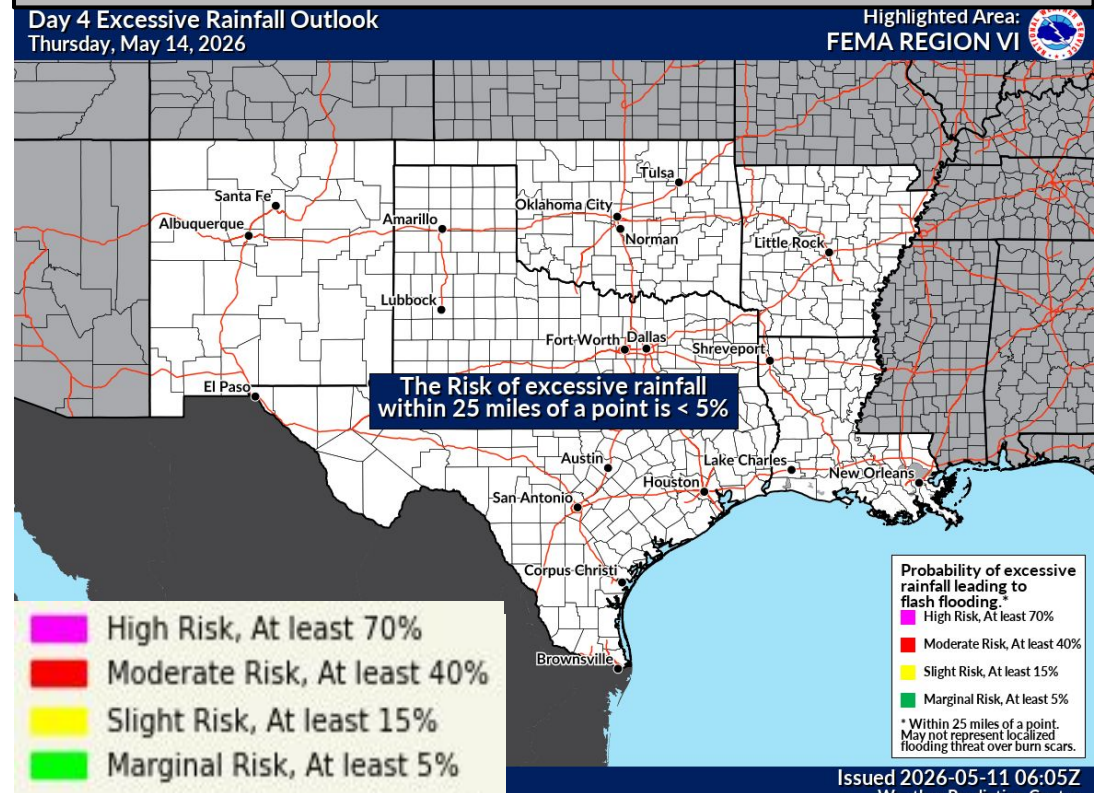 Day 4 Excessive Rainfall Outlook
Thursday, May 14, 2026
Highlighted Area:
FEMA REGION VI
Santa Fe
Albuquerque
Amarillo
Lubbock
Tulsa
Oklahoma City
Norman
Little Rock
Fort Worth
Dallas
Shreveport
El Paso
The Risk of excessive rainfall
within 25 miles of a point is < 5%
Austin
Lake Charles
Houston
New Orleans
San Antonio
Corpus Christi
Brownsville
High Risk, At least 70%
Moderate Risk, At least 40%
Slight Risk, At least 15%
Marginal Risk, At least 5%
Probability of excessive
rainfall leading to
flash flooding.*
High Risk, At least 70%
Moderate Risk, At least 40%
Slight Risk, At least 15%
Marginal Risk, At least 5%
* Within 25 miles of a point.
May not represent localized
flooding threat over burn scars.
Issued 2026-05-11 06:05Z
Weather Prediction Center